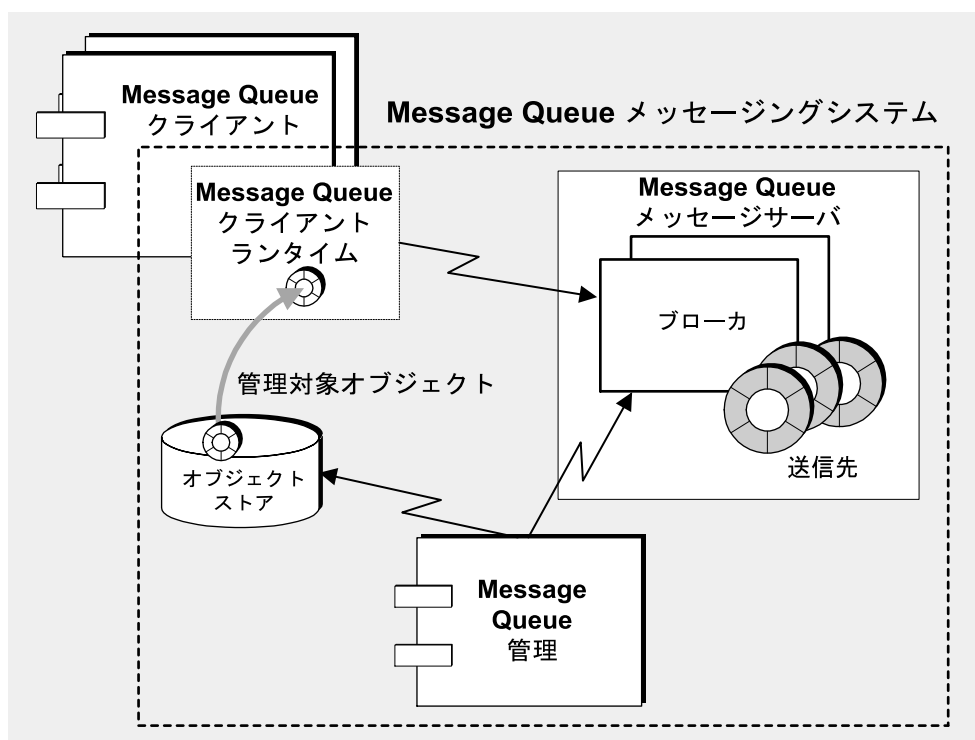 Message Queue
クライアント
Message Queue メッセージングシステム
Message Queue
クライアント
ランタイム
Message Queue
メッセージサーバ
ブローカ
管理対象オブジェクト
送信先
オブジェクト
ストア
Message
Queue
管理